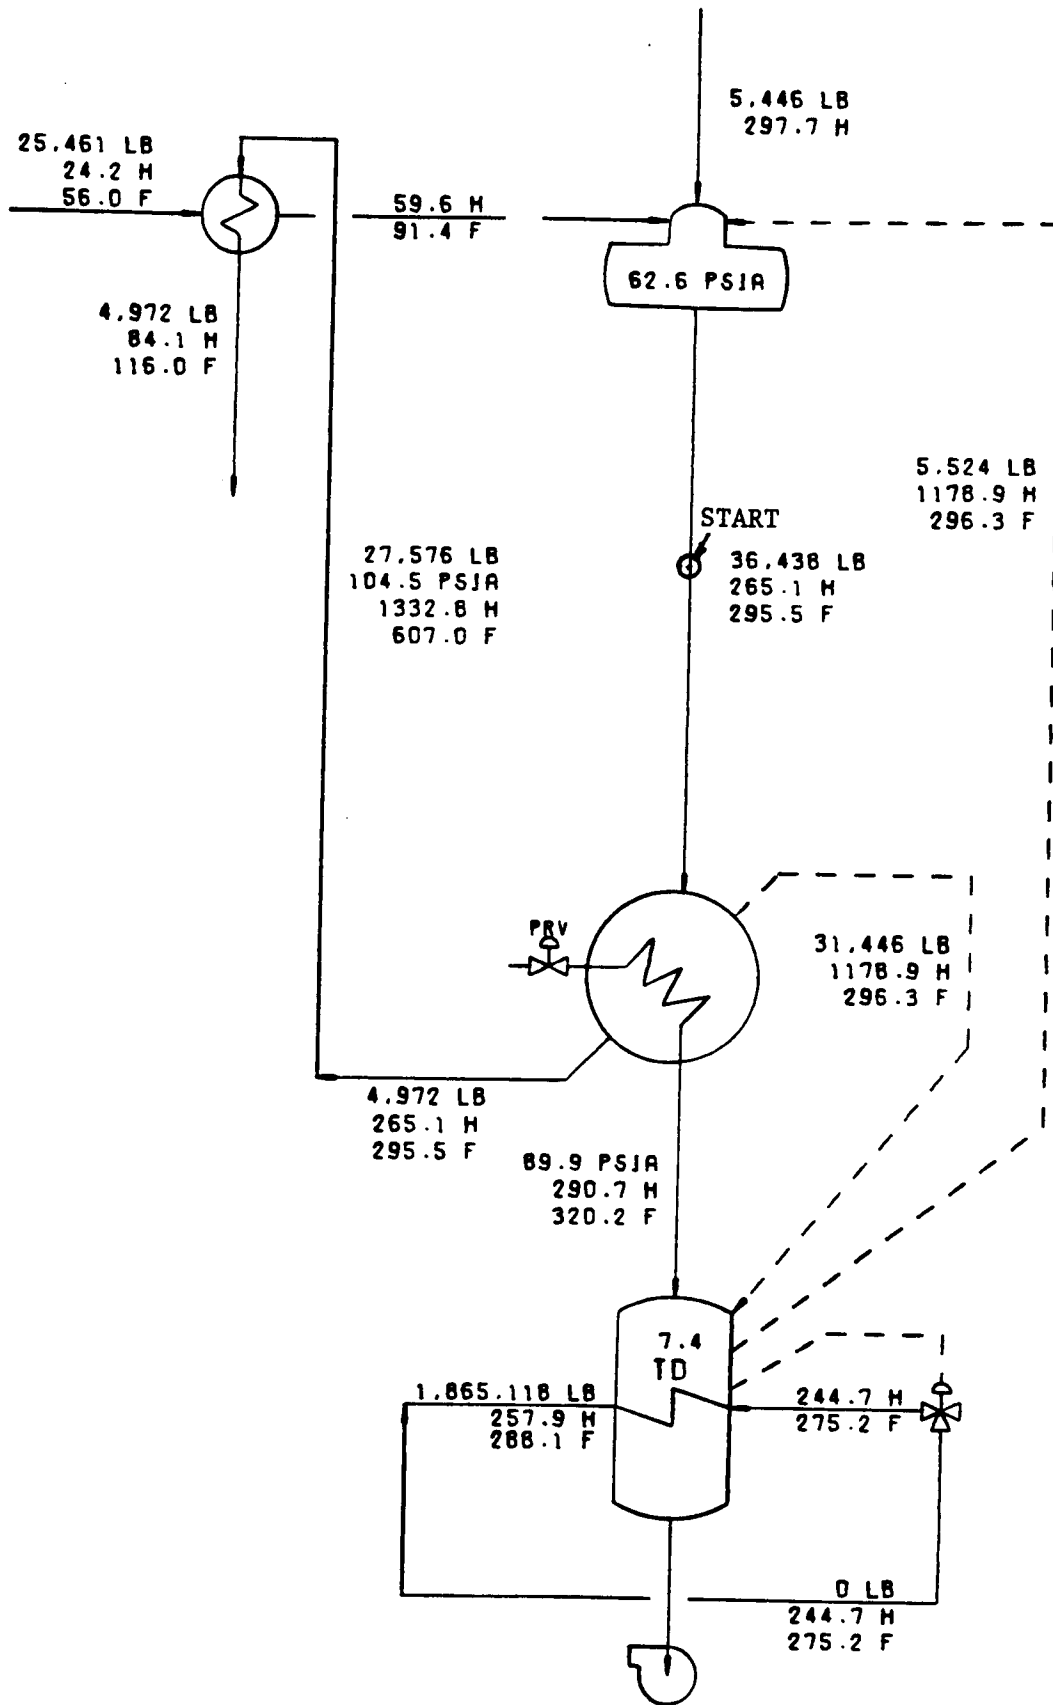 5,446 LB
297.7 H
25,461 LB
24.2 H
56.0 F
59.6 H
91.4 F
62.6 PSIA
4,972 LB
84.1 H
116.0 F
5,524 LB
1178.9 H
296.3 F
START
36,438 LB
265.1 H
295.5 F
27,576 LB
104.5 PSIA
1332.8 H
607.0 F
PRV
31,446 LB
1178.9 H
296.3 F
4,972 LB
265.1 H
295.5 F
89.9 PSIA
290.7 H
320.2 F
7.4
TD
1,865,118 LB
257.9 H
288.1 F
244.7 H
275.2 F
0 LB
244.7 H
275.2 F